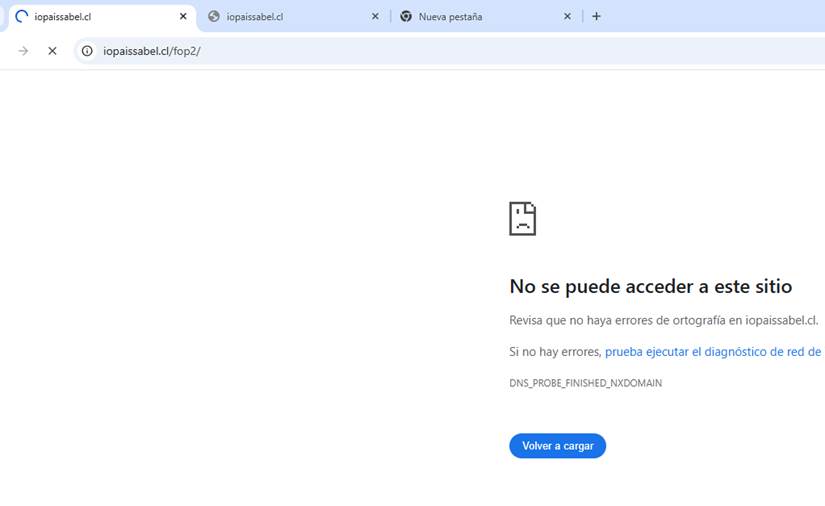 iopaissabel.cl
iopaissabel.cl
Nueva pestaña
iopaissabel.cl/fop2/
No se puede acceder a este sitio
Revisa que no haya errores de ortografía en iopaissabel.cl.
Si no hay errores, prueba ejecutar el diagnóstico de red de
DNS_PROBE_FINISHED_NXDOMAIN
Volver a cargar